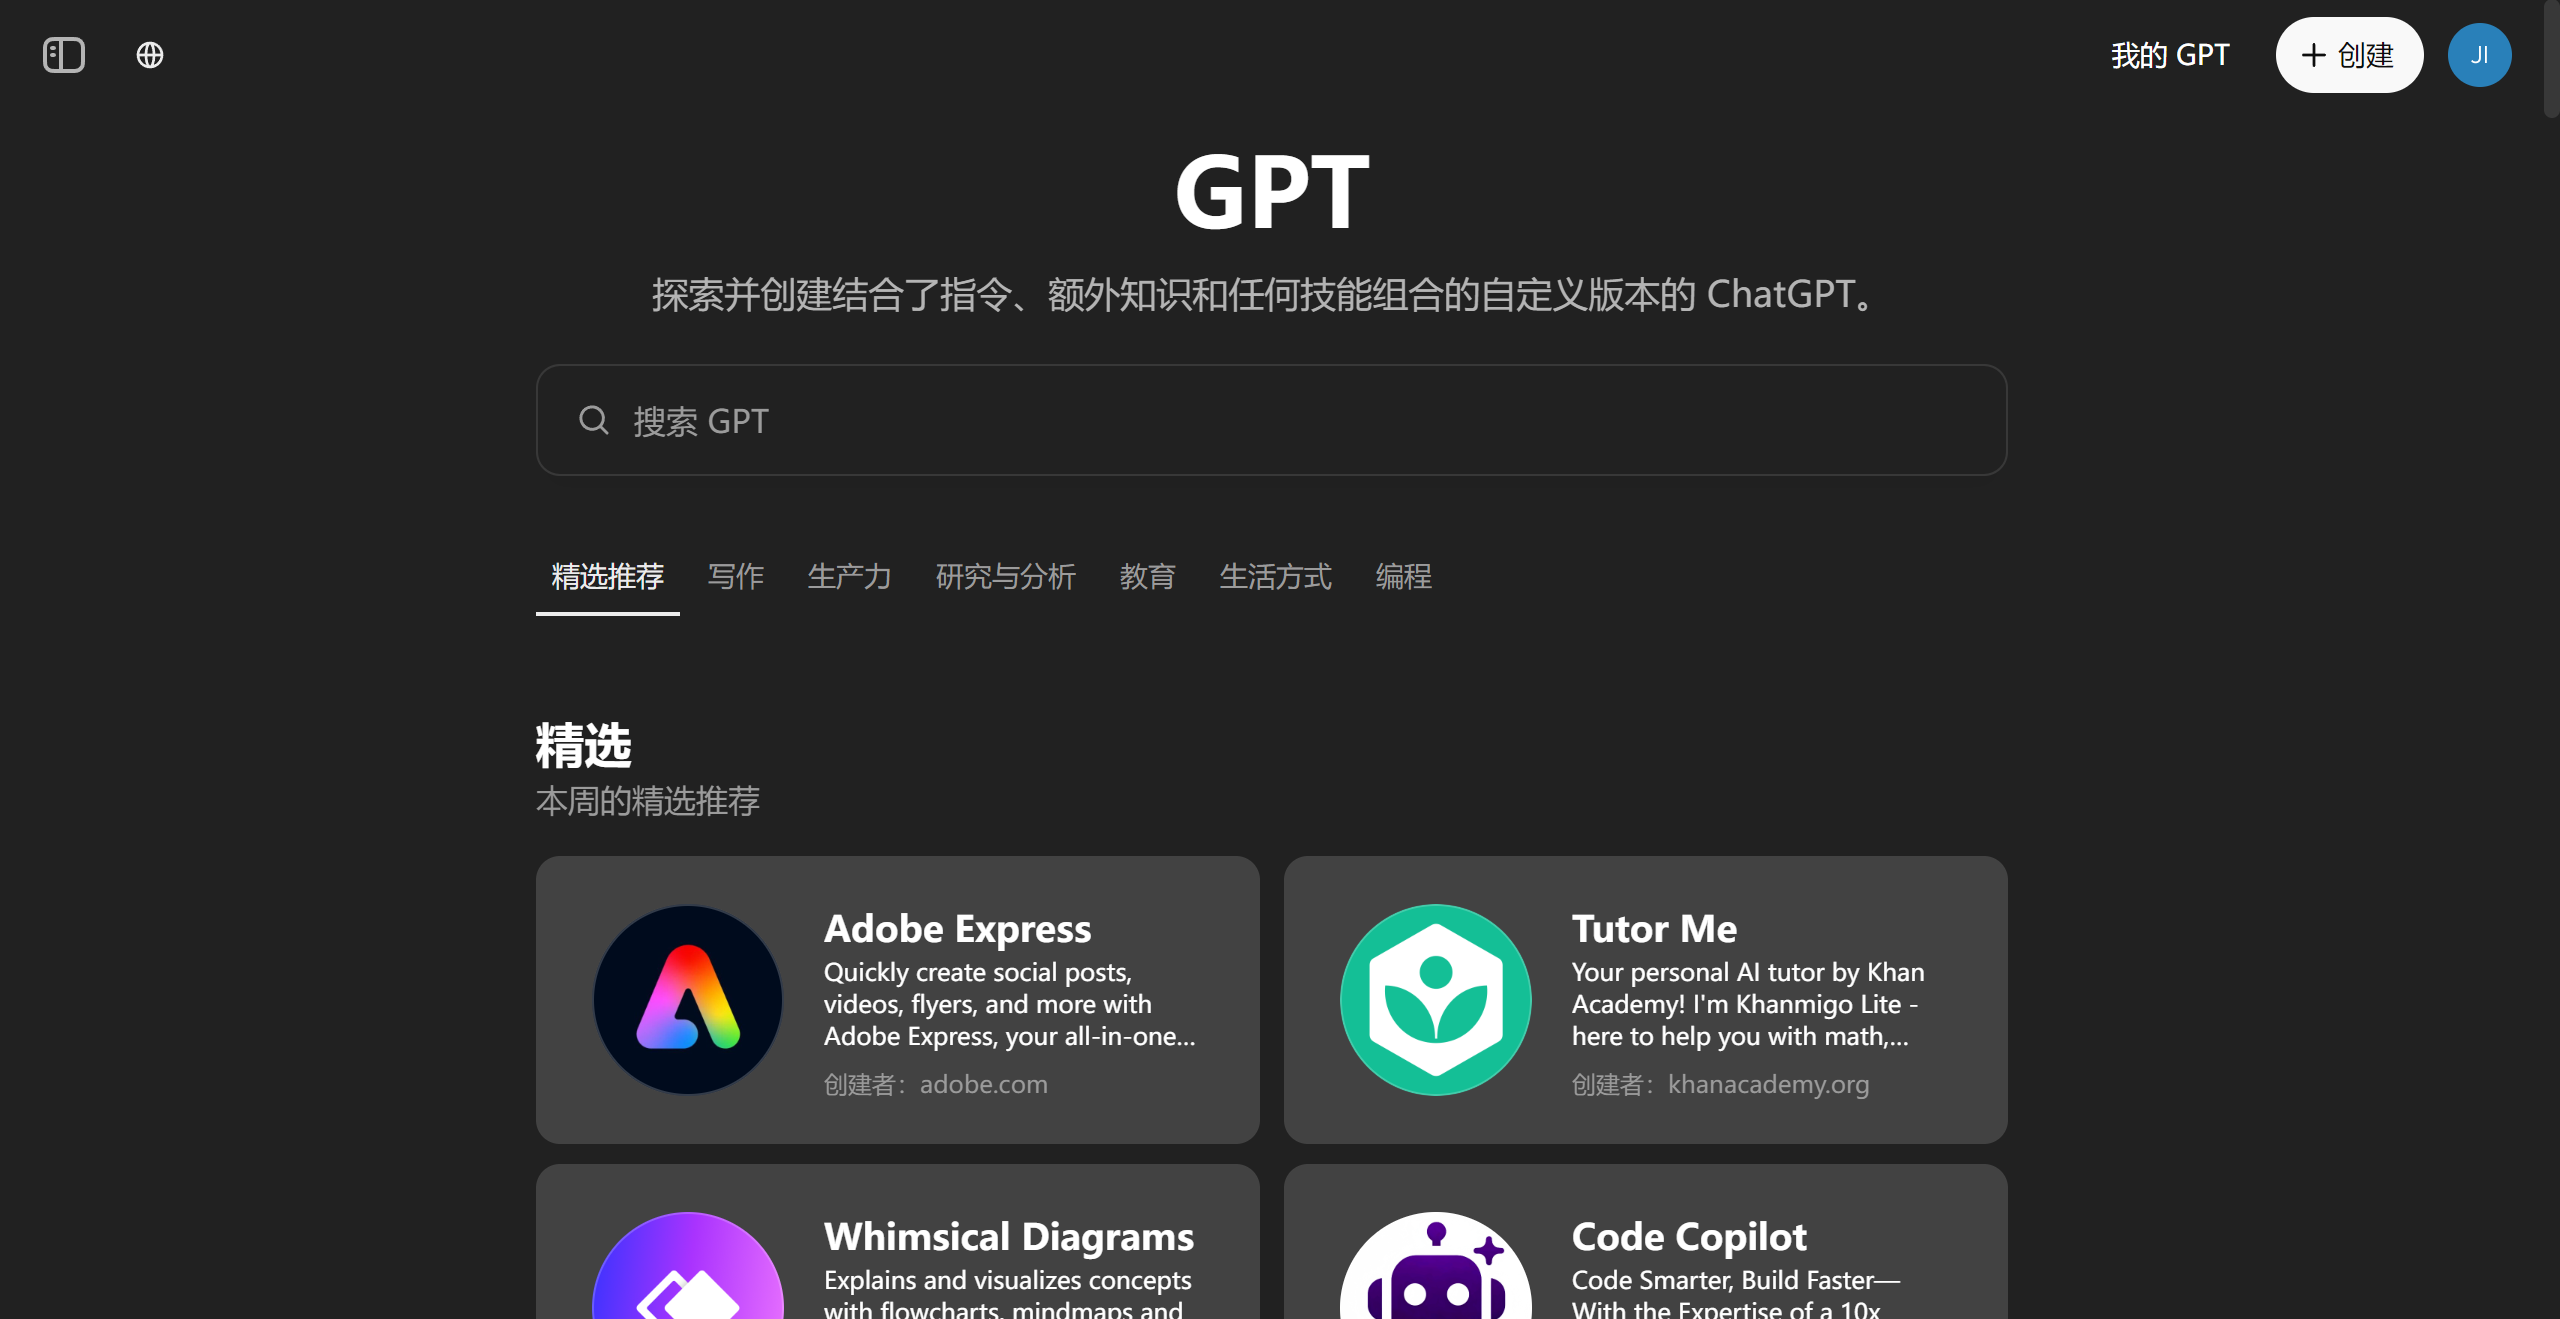 我的 GPT
创建
JI
GPT
探索并创建结合了指令、额外知识和任何技能组合的自定义版本的 ChatGPT。
搜索 GPT
精选推荐 写作 生产力 研究与分析 教育 生活方式 编程
精选
本周的精选推荐
Adobe Express
Quickly create social posts,
videos, flyers, and more with
Adobe Express, your all-in-one...
创建者：adobe.com
Tutor Me
Your personal AI tutor by Khan
Academy! I'm Khanmigo Lite -
here to help you with math,...
创建者：khanacademy.org
Whimsical Diagrams
Explains and visualizes concepts
with flowcharts, mindmaps and
Code Copilot
Code Smarter, Build Faster—
With the Expertise of a 10x